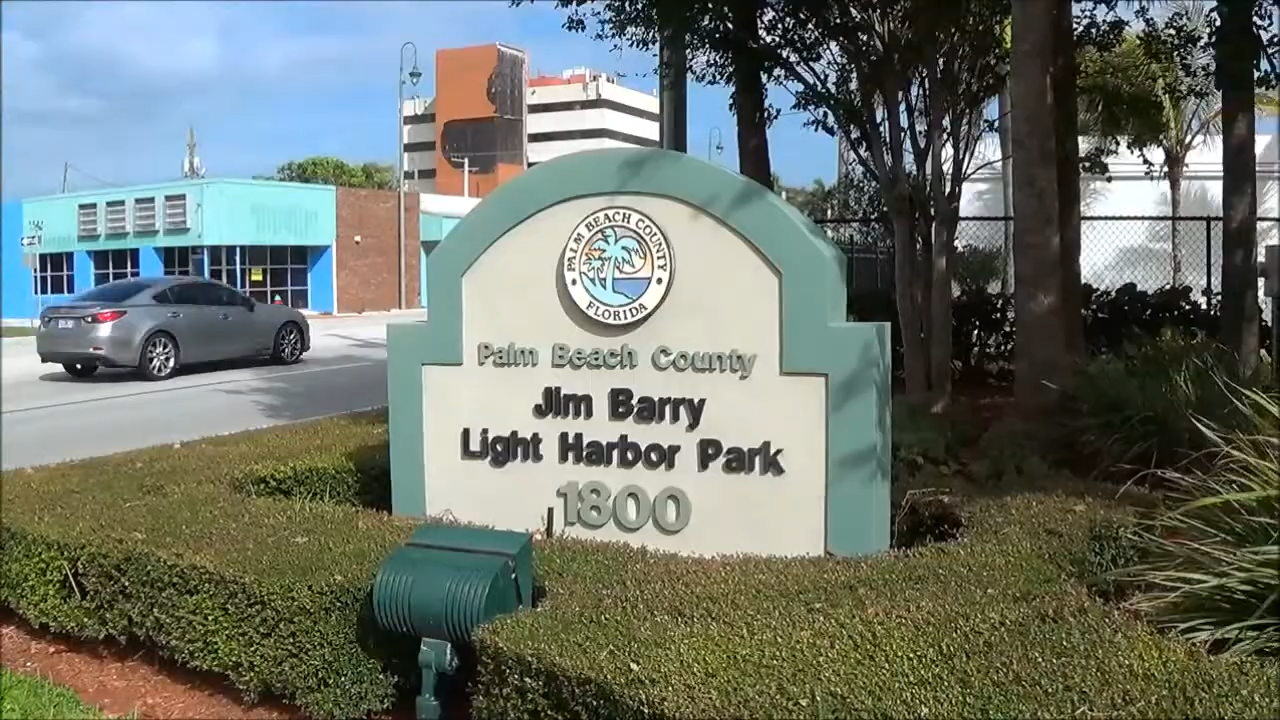 PALM BEACH COUNTY
FLORIDA
Palm Beach County
Jim Barry
Light Harbor Park
1800